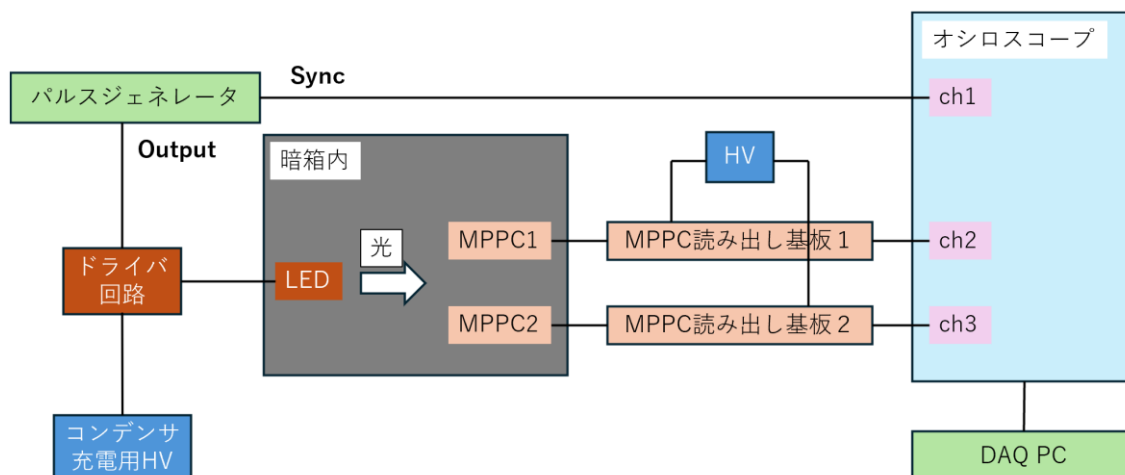 オシロスコープ
Sync
パルスジェネレータ
ch1
Output
暗箱内
HV
MPPC1
MPPC読み出し基板１
ch2
光
ドライバ
回路
LED
MPPC2
MPPC読み出し基板２
ch3
コンデンサ
充電用HV
DAQ PC